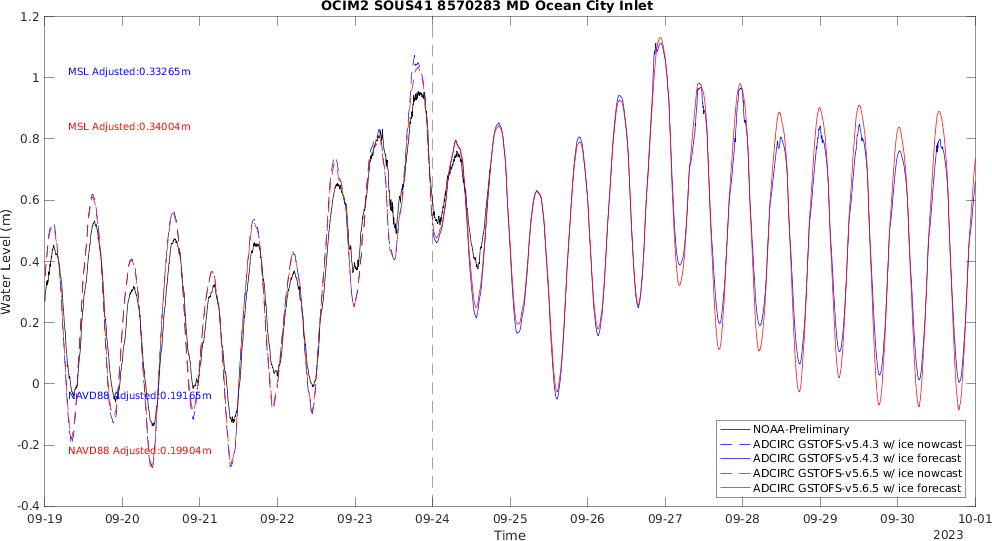 OCIM2 SOUS41 8570283 MD Ocean City Inlet
1.2
1
0.8
0.6
0.4
0.2
0
-0.2
-0.4
Water Level (m)
MSL Adjusted:0.33265m
MSL Adjusted:0.34004m
NAVD88 Adjusted:0.19165m
NAVD88 Adjusted:0.19904m
NOAA-Preliminary
ADCIRC GSTOFS-v5.4.3 w/ ice nowcast
ADCIRC GSTOFS-v5.4.3 w/ ice forecast
ADCIRC GSTOFS-v5.6.5 w/ ice nowcast
ADCIRC GSTOFS-v5.6.5 w/ ice forecast
09-19 09-20 09-21 09-22 09-23 09-24 09-25 09-26 09-27 09-28 09-29 09-30 10-01
Time
2023